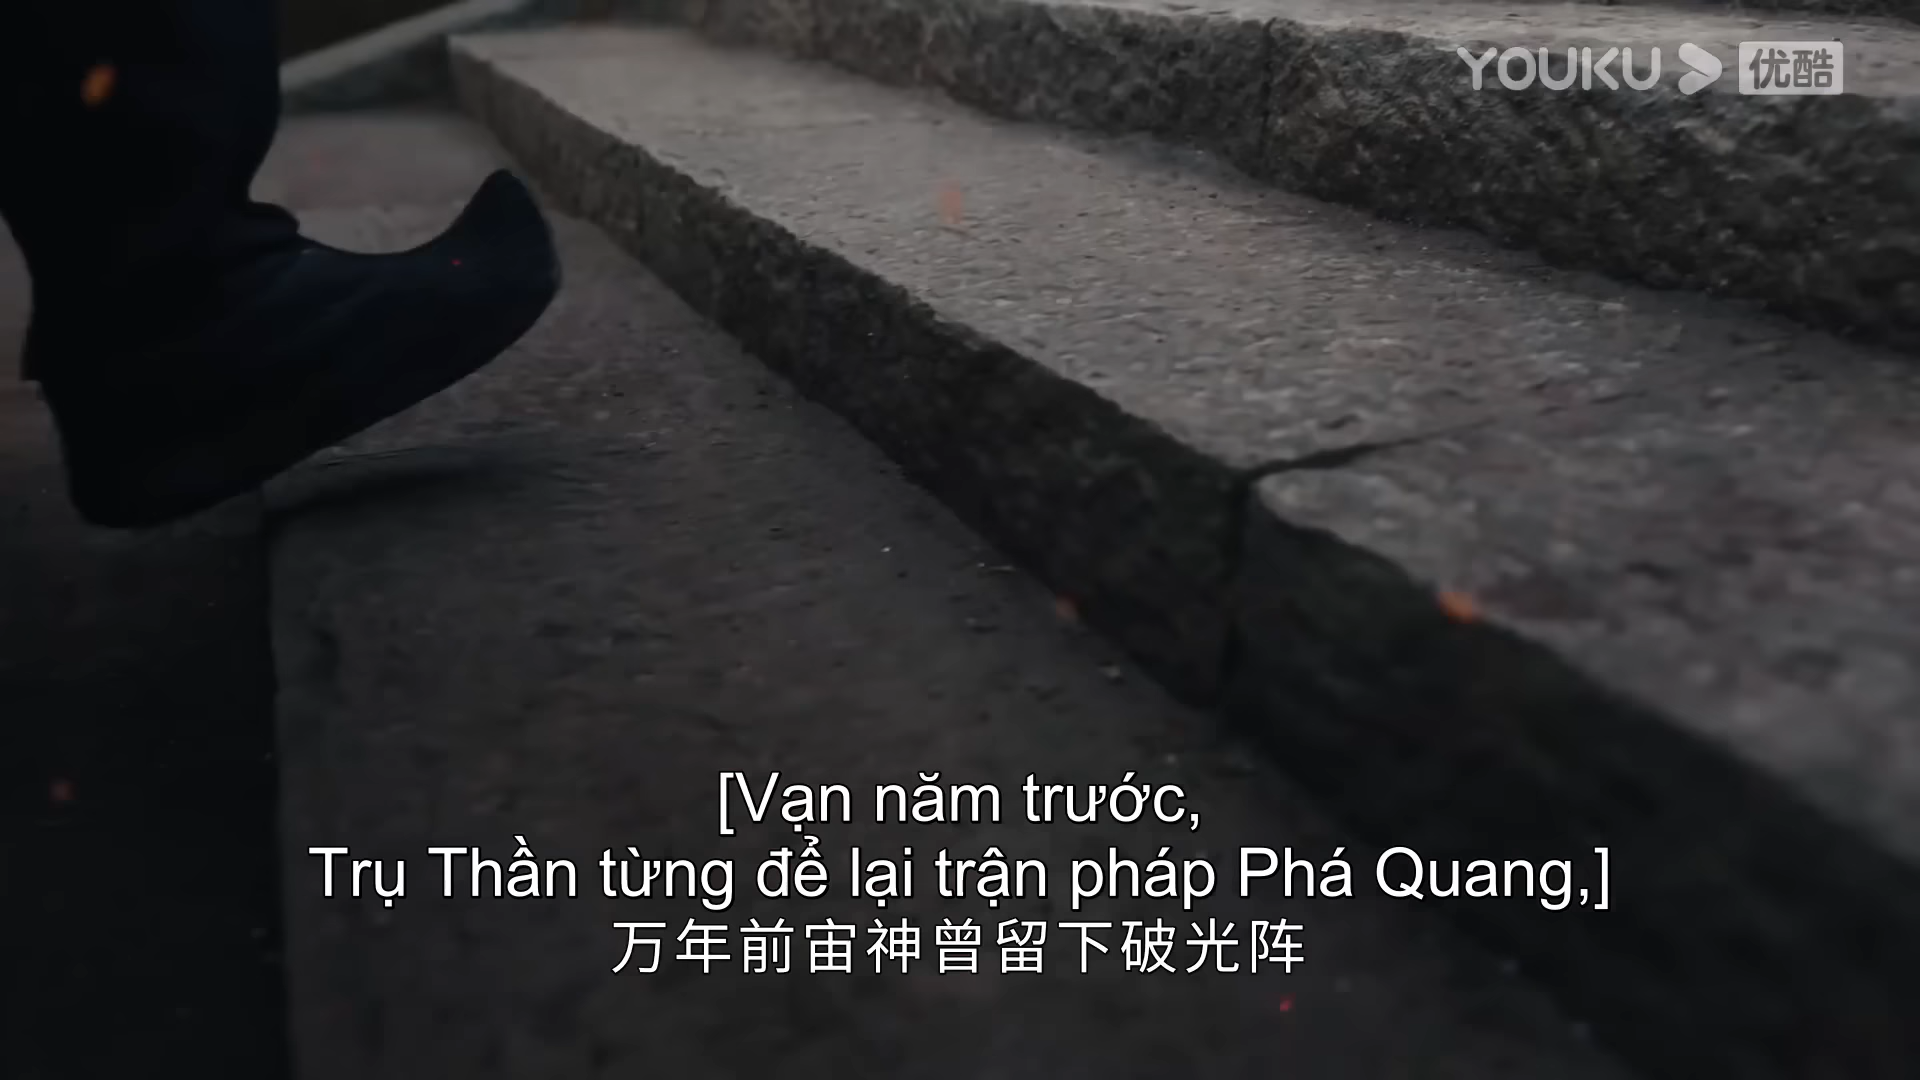 YOUKU 优酷
[Vạn năm trước,
Trụ Thần từng để lại trận pháp Phá Quang,]
万年前宙神曾留下破光阵